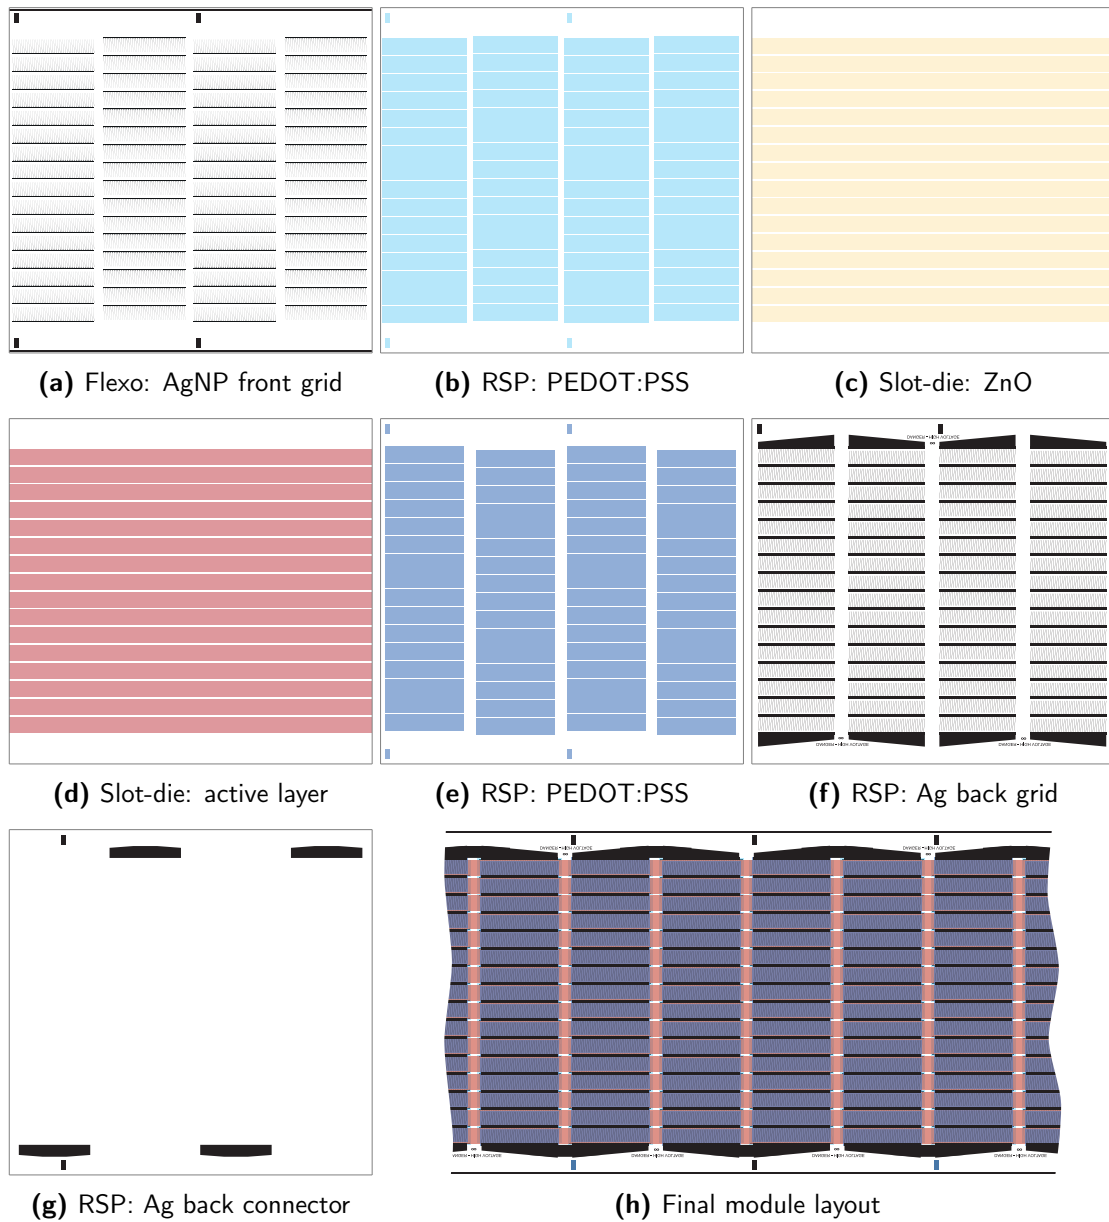 (a) Flexo: AgNP front grid
(b) RSP: PEDOT:PSS
(c) Slot-die: ZnO
(d) Slot-die: active layer
(e) RSP: PEDOT:PSS
(f) RSP: Ag back grid
(g) RSP: Ag back connector
(h) Final module layout